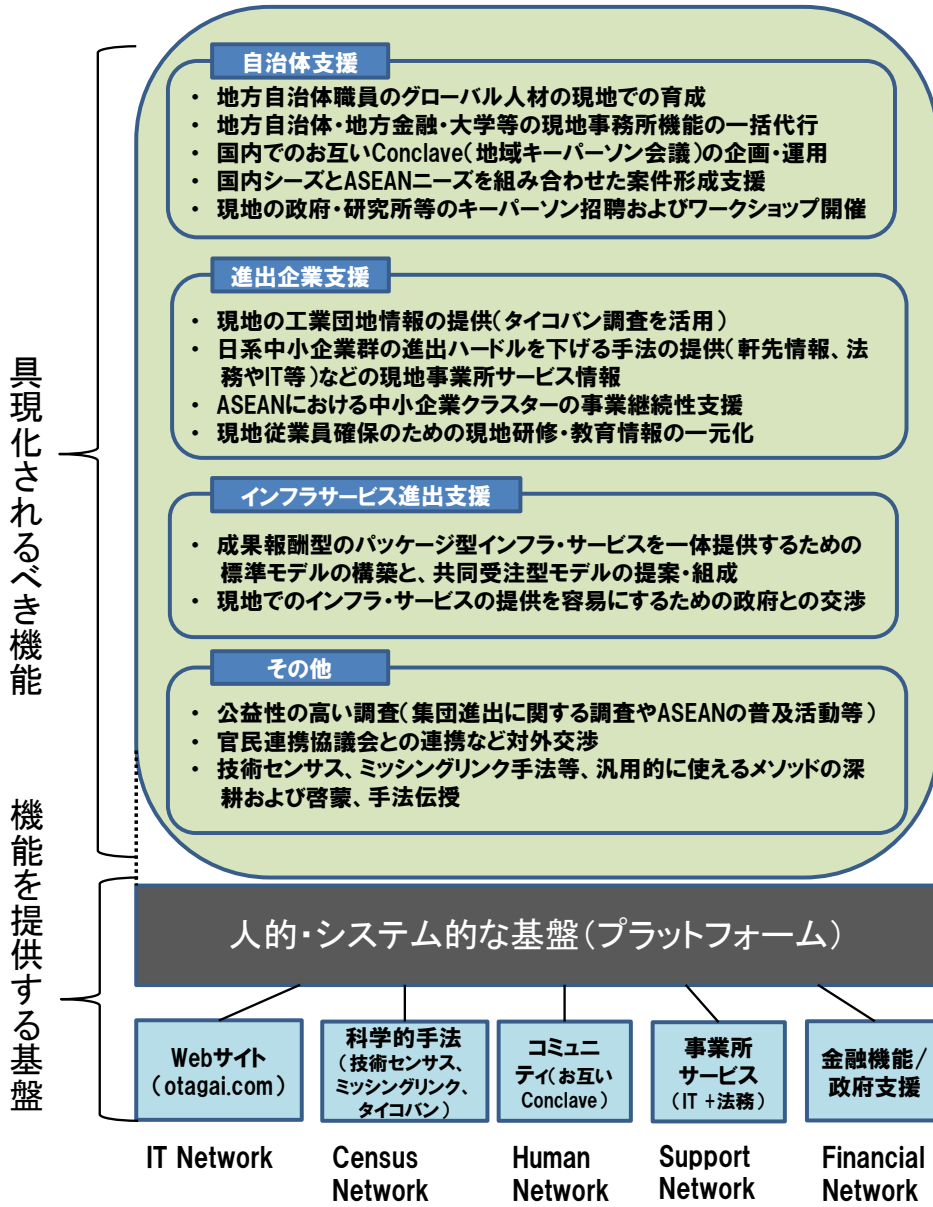 自治体支援
・ 地方自治体職員のグローバル人材の現地での育成
・ 地方自治体・地方金融・大学等の現地事務所機能の一括代行
・ 国内でのお互いConclave(地域キーパーソン会議)の企画・運用
・ 国内シーズとASEANニーズを組み合わせた案件形成支援
・ 現地の政府・研究所等のキーパーソン招聘およびワークショップ開催
進出企業支援
・ 現地の工業団地情報の提供(タイコバン調査を活用)
・ 日系中小企業群の進出ハードルを下げる手法の提供(軒先情報、法
務やIT等)などの現地事業所サービス情報
・ ASEANにおける中小企業クラスターの事業継続性支援
・ 現地従業員確保のための現地研修・教育情報の一元化
インフラサービス進出支援
・ 成果報酬型のパッケージ型インフラ・サービスを一体提供するための
標準モデルの構築と、共同受注型モデルの提案・組成
・ 現地でのインフラ・サービスの提供を容易にするための政府との交渉
その他
・ 公益性の高い調査(集団進出に関する調査やASEANの普及活動等)
・ 官民連携協議会との連携など対外交渉
・ 技術センサス、ミッシングリンク手法等、汎用的に使えるメソッドの深
耕および啓蒙、手法伝授
具現化されるべき機能
機能を提供する基盤
人的・システム的な基盤(プラットフォーム)
Webサイト
(otagai.com)
科学的手法
(技術センサス、
ミッシングリンク、
タイコバン)
コミュニ
ティ(お互い
Conclave)
事業所
サービス
(IT +法務)
金融機能/
政府支援
IT Network
Census
Network
Human
Network
Support
Network
Financial
Network